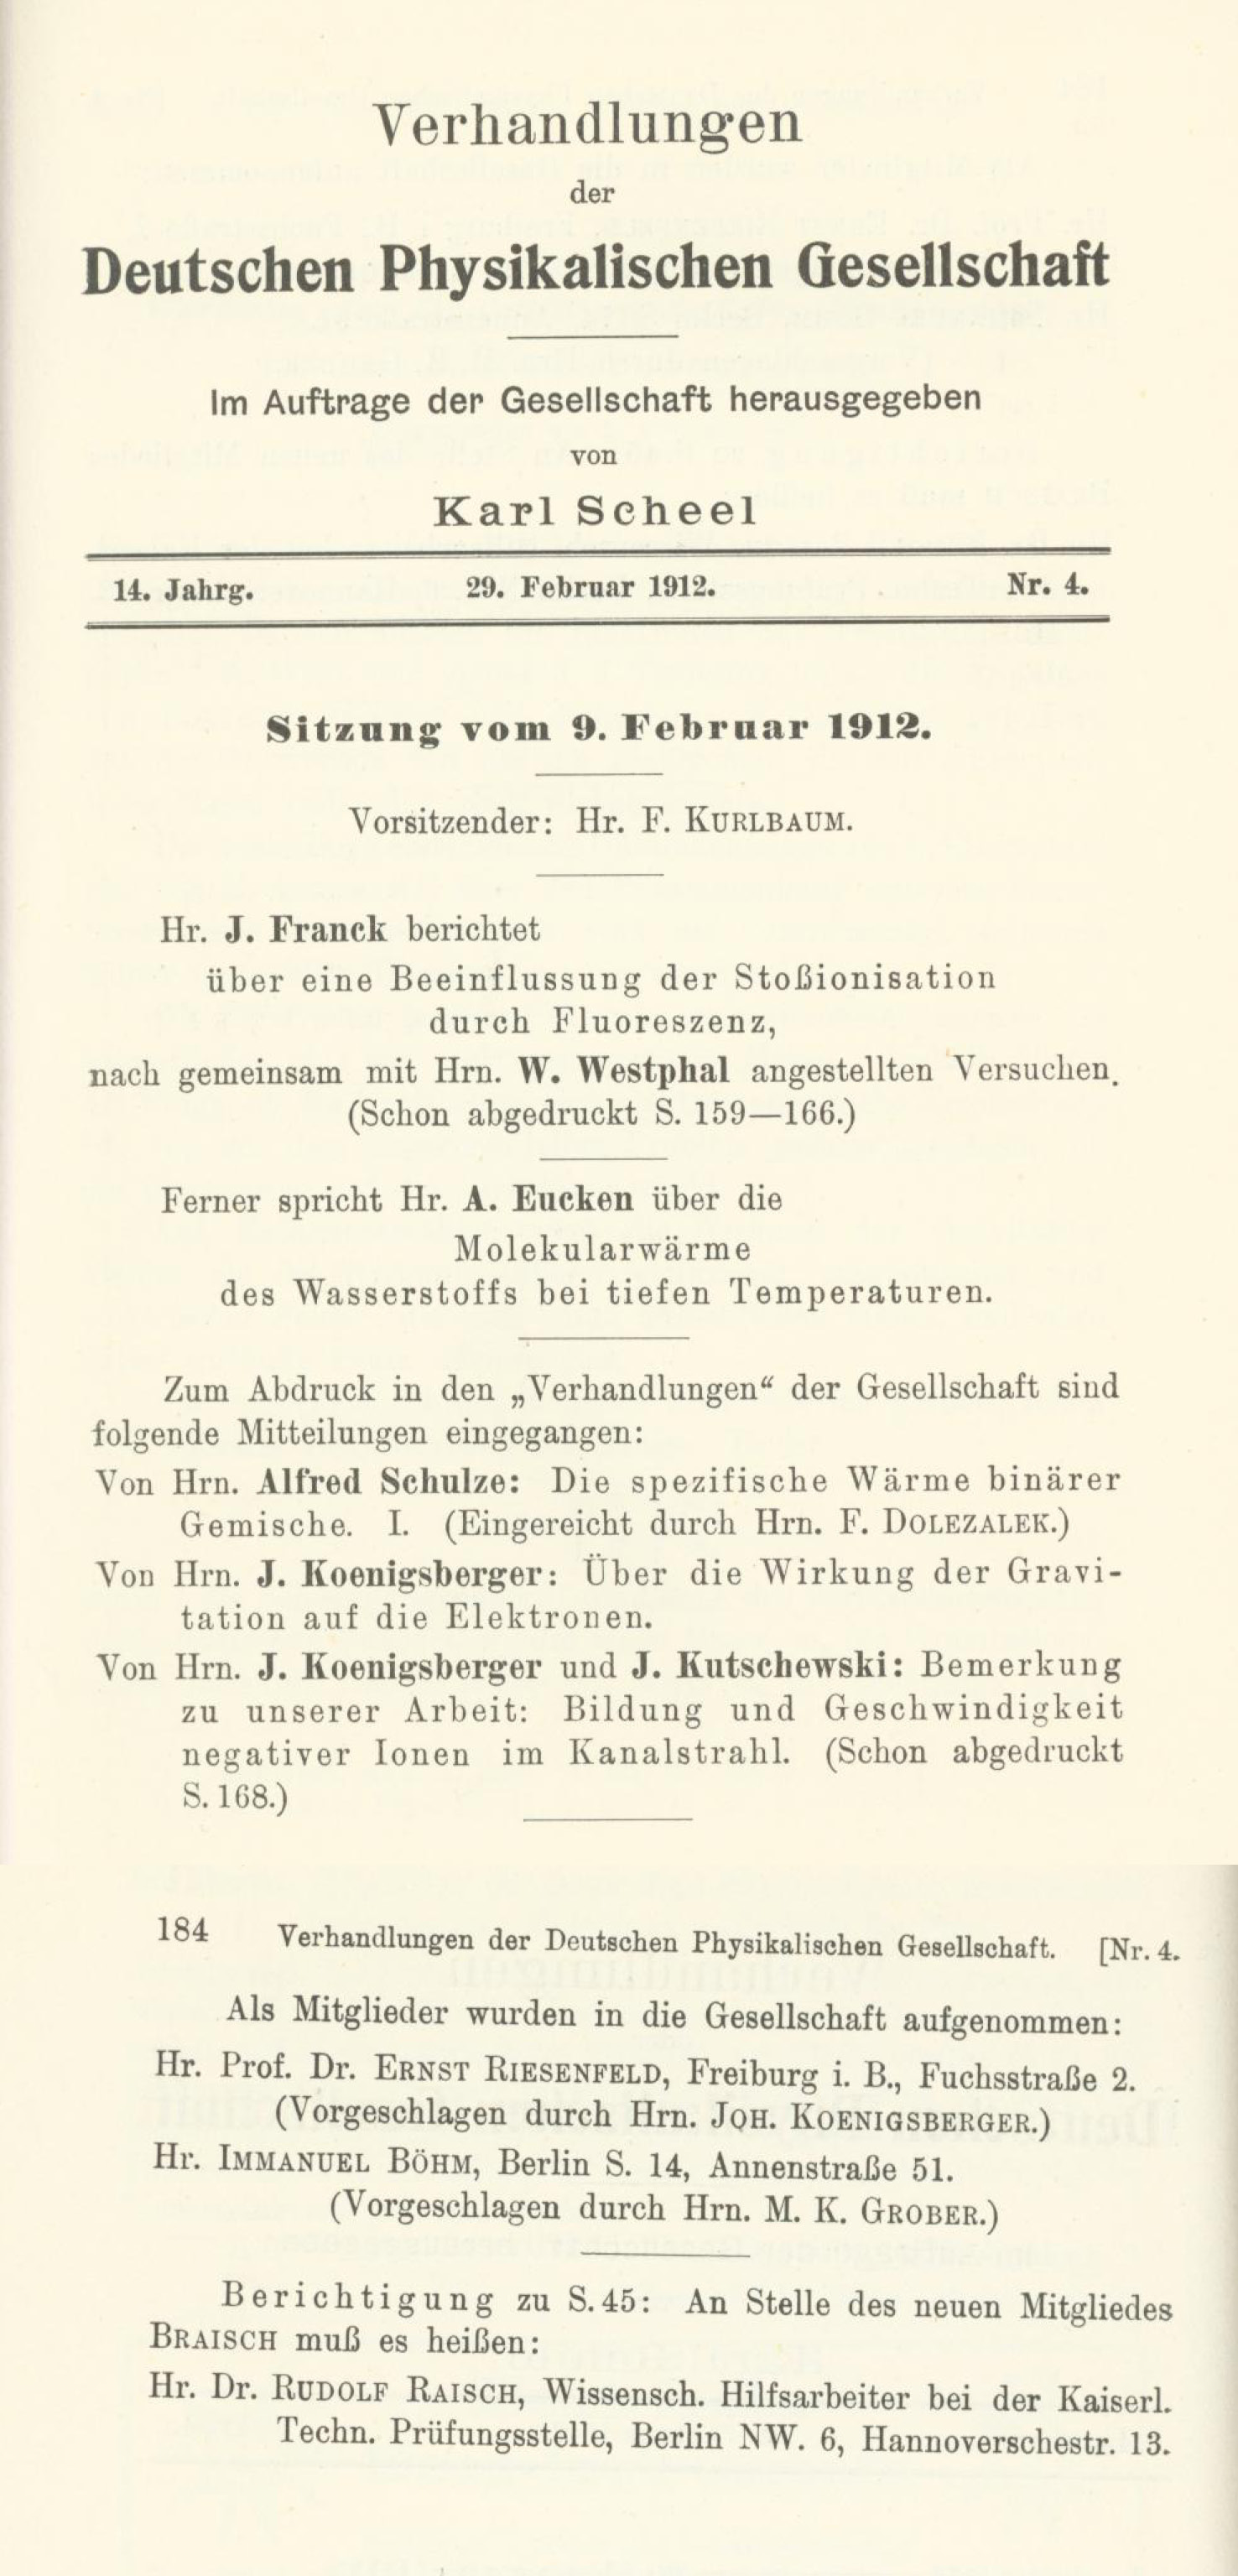 Verhandlungen
der
Deutschen Physikalischen Gesellschaft
Im Auftrage der Gesellschaft herausgegeben
von
Karl Scheel
14. Jahrg. 29. Februar 1912. Nr. 4.
Sitzung vom 9. Februar 1912.
Vorsitzender: Hr. F. KURLBAUM.
Hr. J. Franck berichtet
über eine Beeinflussung der Stoßionisation
durch Fluoreszenz,
nach gemeinsam mit Hrn. W. Westphal angestellten Versuchen.
(Schon abgedruckt S. 159—166.)
Ferner spricht Hr. A. Eucken über die
Molekularwärme
des Wasserstoffs bei tiefen Temperaturen.
Zum Abdruck in den „Verhandlungen“ der Gesellschaft sind
folgende Mitteilungen eingegangen:
Von Hrn. Alfred Schulze: Die spezifische Wärme binärer
Gemische. I. (Eingereicht durch Hrn. F. DOLEZALEK.)
Von Hrn. J. Koenigsberger: Über die Wirkung der Gravi-
tation auf die Elektronen.
Von Hrn. J. Koenigsberger und J. Kutschewski: Bemerkung
zu unserer Arbeit: Bildung und Geschwindigkeit
negativer Ionen im Kanalstrahl. (Schon abgedruckt
S. 168.)
184 Verhandlungen der Deutschen Physikalischen Gesellschaft. [Nr. 4.
Als Mitglieder wurden in die Gesellschaft aufgenommen:
Hr. Prof. Dr. ERNST RIESENFELD, Freiburg i. B., Fuchsstraße 2.
(Vorgeschlagen durch Hrn. JOH. KOENIGSBERGER.)
Hr. IMMANUEL BÖHM, Berlin S. 14, Annenstraße 51.
(Vorgeschlagen durch Hrn. M. K. GROBER.)
Berichtigung zu S. 45: An Stelle des neuen Mitgliedes
BRAISCH muß es heißen:
Hr. Dr. RUDOLF RAISCH, Wissensch. Hilfsarbeiter bei der Kaiserl.
Techn. Prüfungsstelle, Berlin NW. 6, Hannoverschestr. 13.